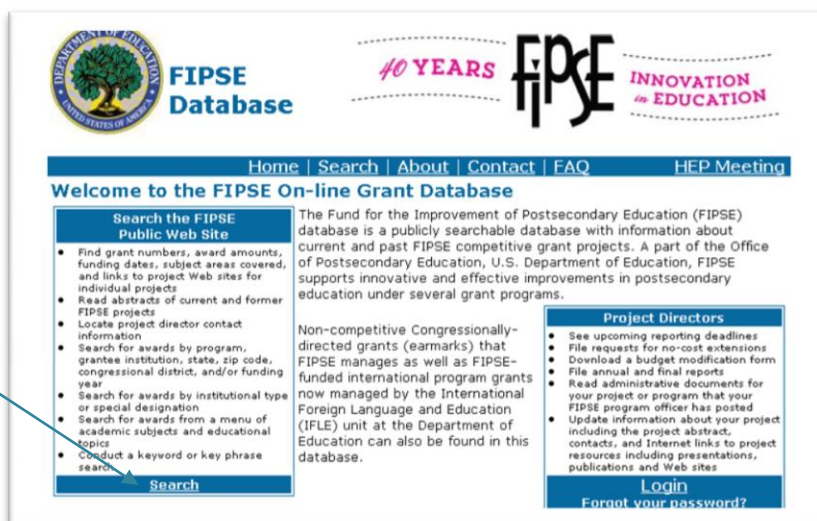 DEPARTMENT OF EDUCATION
UNITED STATES OF AMERICA
FIPSE
Database
40 YEARS
FIPSE
INNOVATION
in EDUCATION
Home | Search | About | Contact | FAQ HEP Meeting
Welcome to the FIPSE On-line Grant Database
Search the FIPSE
Public Web Site
• Find grant numbers, award amounts,
funding dates, subject areas covered,
and links to project Web sites for
individual projects
• Read abstracts of current and former
FIPSE projects
• Locate project director contact
information
• Search for awards by program,
grantee institution, state, zip code,
congressional district, and/or funding
year
• Search for awards by institutional type
or special designation
• Search for awards from a menu of
academic subjects and educational
topics
• Conduct a keyword or key phrase
search
Search
The Fund for the Improvement of Postsecondary Education (FIPSE)
database is a publicly searchable database with information about
current and past FIPSE competitive grant projects. A part of the Office
of Postsecondary Education, U.S. Department of Education, FIPSE
supports innovative and effective improvements in postsecondary
education under several grant programs.
Non-competitive Congressionally-
directed grants (earmarks) that
FIPSE manages as well as FIPSE-
funded international program grants
now managed by the International
Foreign Language and Education
(IFLE) unit at the Department of
Education can also be found in this
database.
Project Directors
• See upcoming reporting deadlines
• File requests for no-cost extensions
• Download a budget modification form
• File annual and final reports
• Read administrative documents for
your project or program that your
FIPSE program officer has posted
• Update information about your project
including the project abstract,
contacts, and Internet links to project
resources including presentations,
publications and Web sites
Login
Forgot your password?